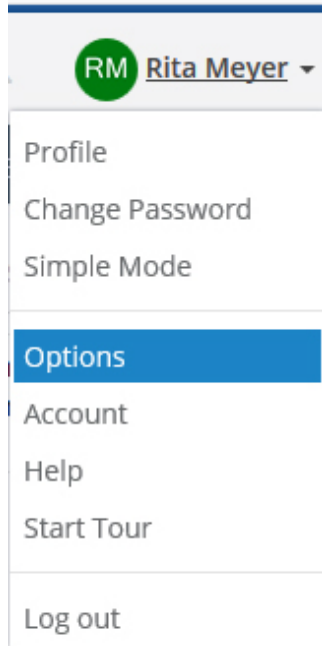 RM Rita Meyer
Profile
Change Password
Simple Mode
Options
Account
Help
Start Tour
Log out